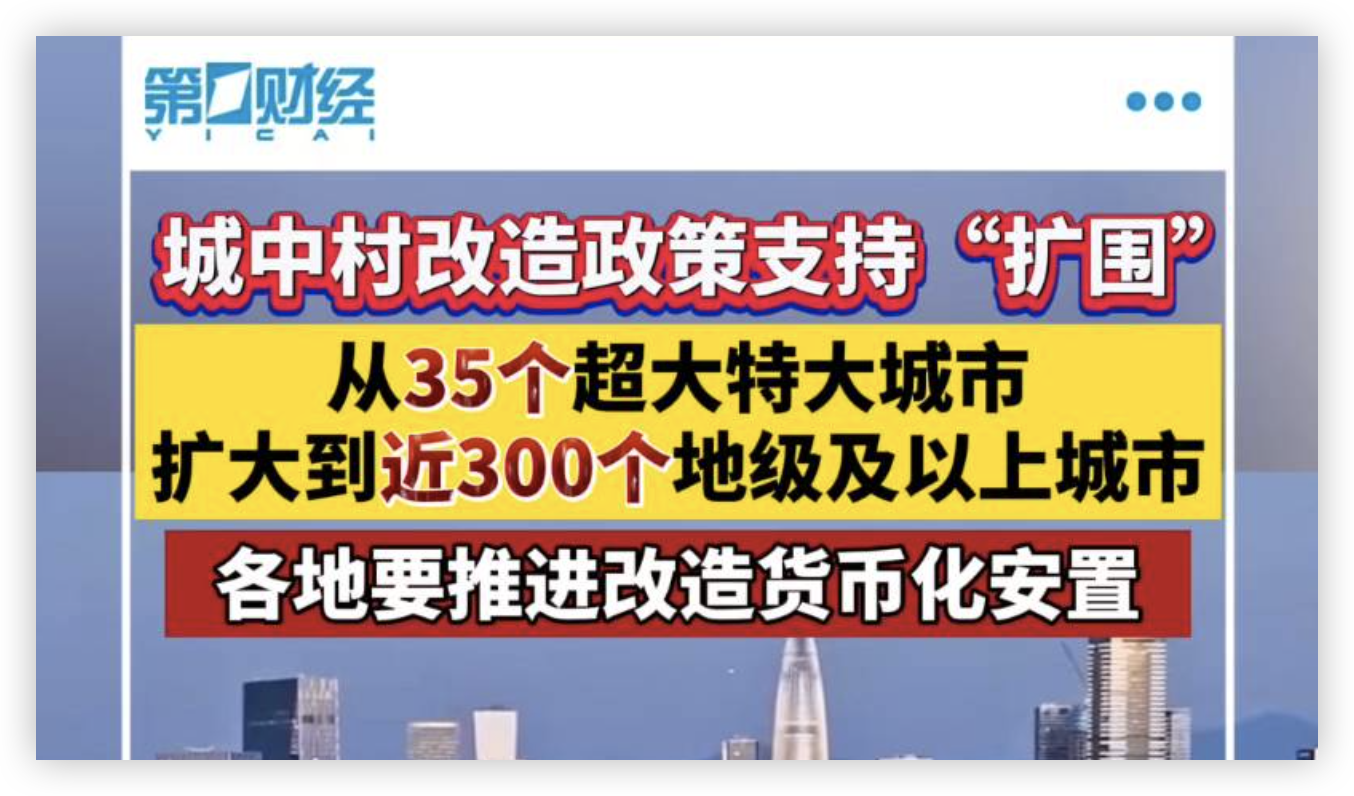 第一财经
YICAI
城中村改造政策支持“扩围”
从35个超大特大城市
扩大到近300个地级及以上城市
各地要推进改造货币化安置